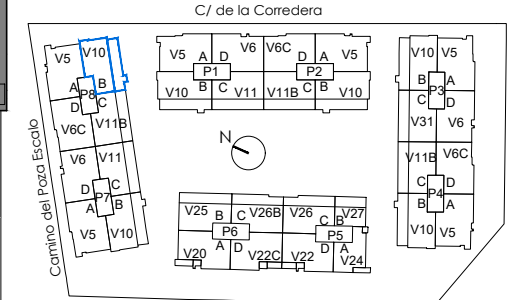 C/ de la Corredera
V5 V10
P8 B
A C
D
V6C V11B
V6 V11
D C
P7
A B
V5 V10
Camino del Poza Escalo
V5 A D V6 V6C A D V5
P1 P2
V10 B C V11 V11B B C V10
N
V10 V5
B A
P3
C D
V31 V6
V11B V6C
C D
P4
B A
V10 V5
V25 B C V26B V26 C B V27
P6 P5
V20 A D V22C V22 D A V24